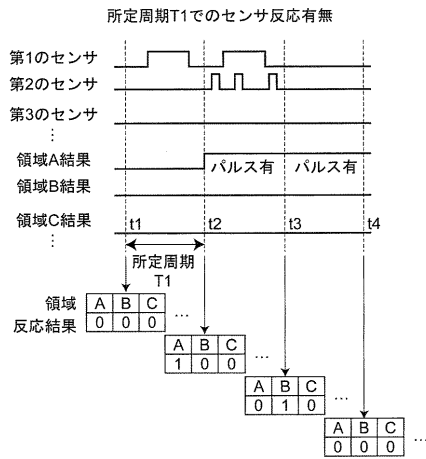 所定周期T1でのセンサ反応有無
第1のセンサ
第2のセンサ
第3のセンサ
⋮
領域A結果
パルス有 パルス有
領域B結果
領域C結果
t1 t2 t3 t4
⋮
所定周期
T1
領域 A B C
反応結果 0 0 0 …
A B C
1 0 0 …
A B C
0 1 0 …
A B C
0 0 0 …